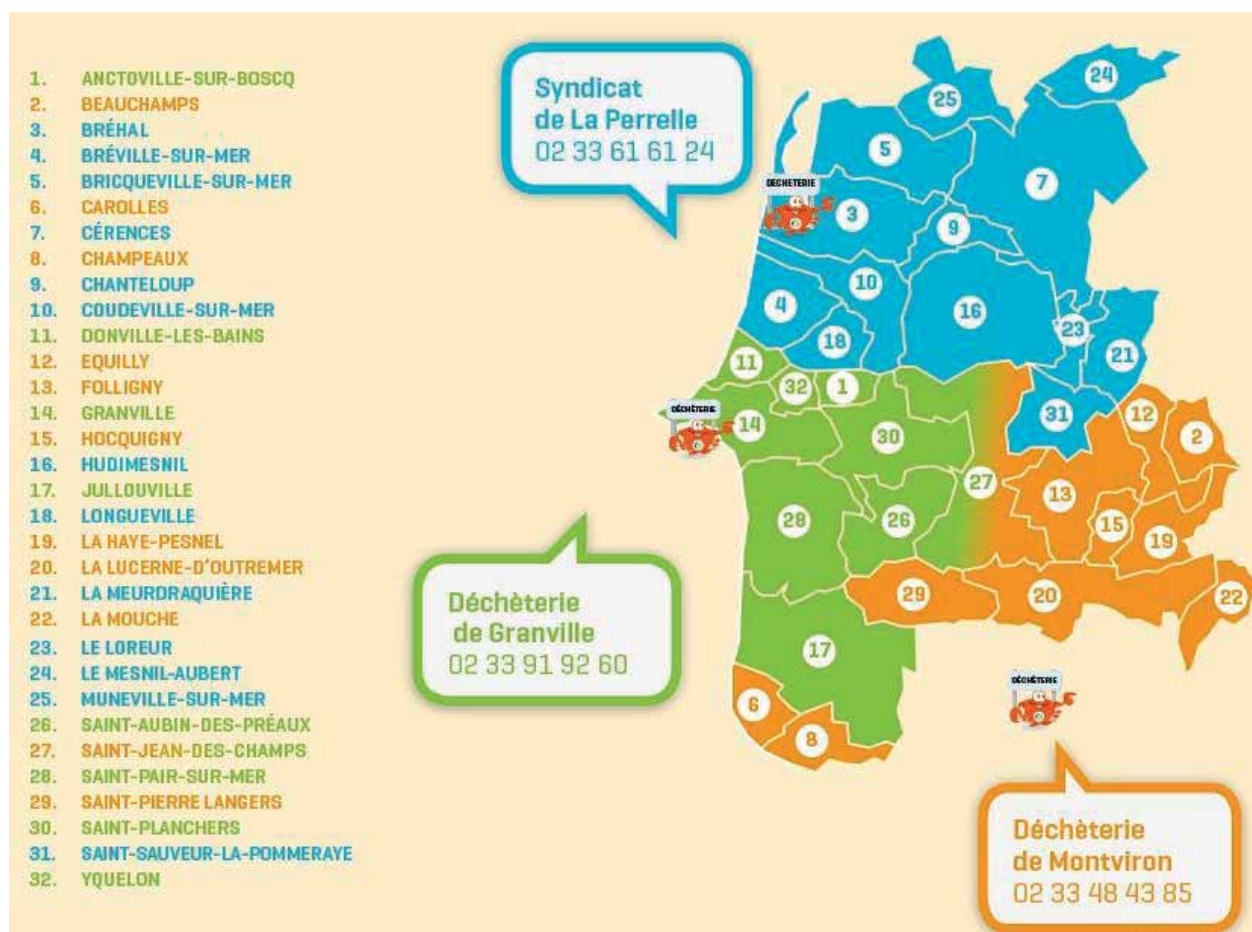 1. ANCTOVILLE-SUR-BOSCQ
2. BEAUCHAMPS
3. BRÉHAL
4. BRÉVILLE-SUR-MER
5. BRICQUEVILLE-SUR-MER
6. CAROLLES
7. CÉRENCES
8. CHAMPEAUX
9. CHANTELOUP
10. COUDEVILLE-SUR-MER
11. DONVILLE-LES-BAINS
12. EQUILLY
13. FOLLIGNY
14. GRANVILLE
15. HOCQUIGNY
16. HUDIMESNIL
17. JULLOUVILLE
18. LONGUEVILLE
19. LA HAYE-PESNEL
20. LA LUCERNE-D'OUTREMER
21. LA MEURDRAQUIÈRE
22. LA MOUCHE
23. LE LOREUR
24. LE MESNIL-AUBERT
25. MUNEVILLE-SUR-MER
26. SAINT-AUBIN-DES-PRÉAUX
27. SAINT-JEAN-DES-CHAMPS
28. SAINT-PAIR-SUR-MER
29. SAINT-PIERRE LANGERS
30. SAINT-PLANCHERS
31. SAINT-SAUVEUR-LA-POMMERAYE
32. YQUELON
Syndicat
de La Perrelle
02 33 61 61 24
24
25
5
7
DÉCHÈTERIE
3
9
10
4
16
18
23
21
11
32
1
DÉCHÈTERIE
14
30
31
12
2
27
13
28
26
15
19
29
20
22
Déchèterie
de Granville
02 33 91 92 60
17
6
8
DÉCHÈTERIE
Déchèterie
de Montviron
02 33 48 43 85